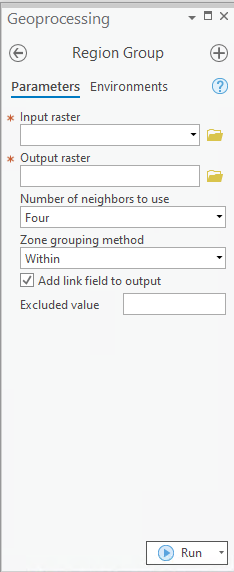 Geoprocessing
Region Group
Parameters Environments ?
* Input raster
* Output raster
Number of neighbors to use
Four
Zone grouping method
Within
Add link field to output
Excluded value
Run